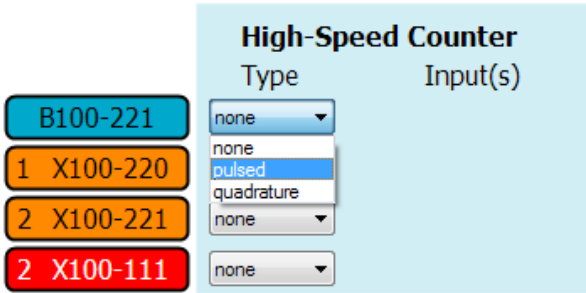 High-Speed Counter
Type Input(s)
B100-221 none
none
1 X100-220 pulsed
quadrature
2 X100-221 none
2 X100-111 none